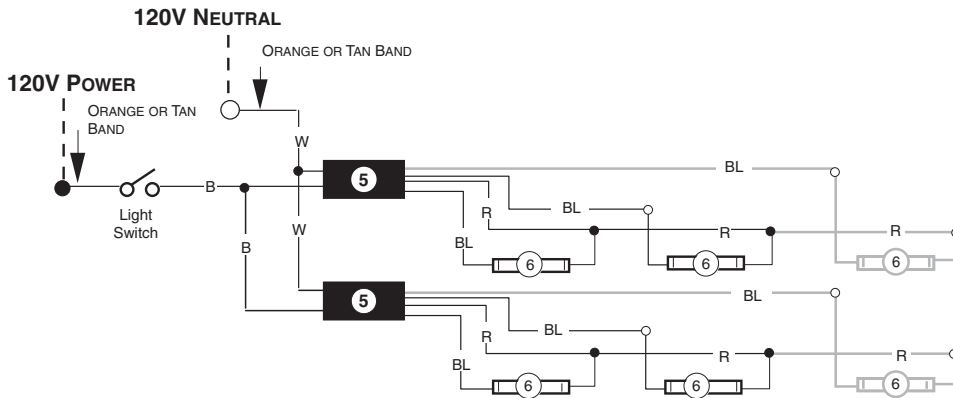 120V NEUTRAL
ORANGE OR TAN BAND
120V POWER
ORANGE OR TAN
BAND
W
BL
5
B
Light
Switch
R
BL
R
R
B
W
BL
6
6
6
BL
5
BL
R
R
R
BL
6
6
6